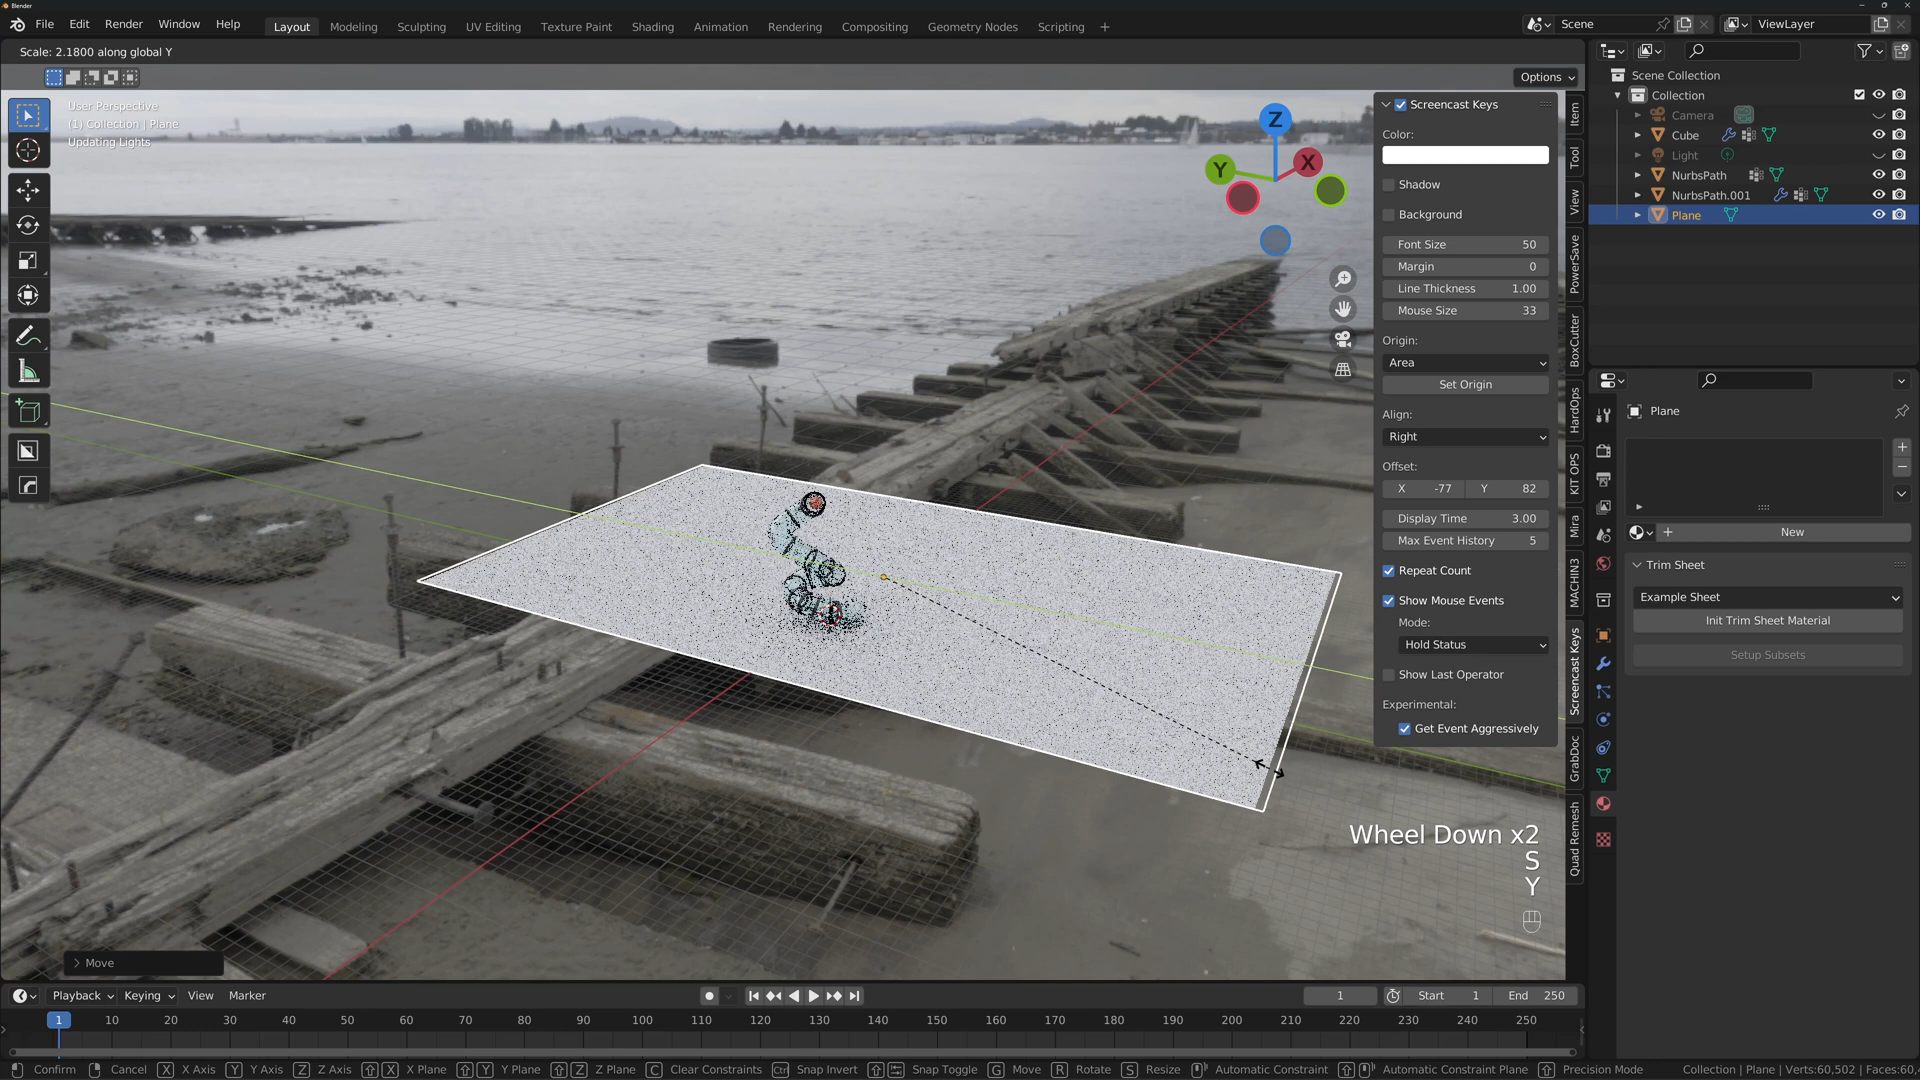 Blender
File Edit Render Window Help
Layout Modeling Sculpting UV Editing Texture Paint Shading Animation Rendering Compositing Geometry Nodes Scripting +
Scene
ViewLayer
Scale: 2.1800 along global Y
Options
User Perspective
(1) Collection | Plane
Updating Lights
Z
Y
X
Screencast Keys
Color:
Shadow
Background
Font Size 50
Margin 0
Line Thickness 1.00
Mouse Size 33
Origin:
Area
Set Origin
Align:
Right
Offset:
X -77 Y 82
Display Time 3.00
Max Event History 5
Repeat Count
Show Mouse Events
Mode:
Hold Status
Show Last Operator
Experimental:
Get Event Aggressively
Item
Tool
View
PowerSave
BoxCutter
HardOps
KIT OPS
Mira
MACHIN3
Screencast Keys
GrabDoc
Quad Remesh
Scene Collection
Collection
Camera
Cube
Light
NurbsPath
NurbsPath.001
Plane
Plane
New
Trim Sheet
Example Sheet
Init Trim Sheet Material
Setup Subsets
Wheel Down x2
S
Y
Move
Playback Keying View Marker
1 Start 1 End 250
1 10 20 30 40 50 60 70 80 90 100 110 120 130 140 150 160 170 180 190 200 210 220 230 240 250
Confirm Cancel X X Axis Y Y Axis Z Z Axis X X Plane Y Y Plane Z Z Plane C Clear Constraints Ctrl Snap Invert Snap Toggle G Move R Rotate S Resize Automatic Constraint Automatic Constraint Plane Precision Mode Collection | Plane | Verts:60,502 | Faces:60,